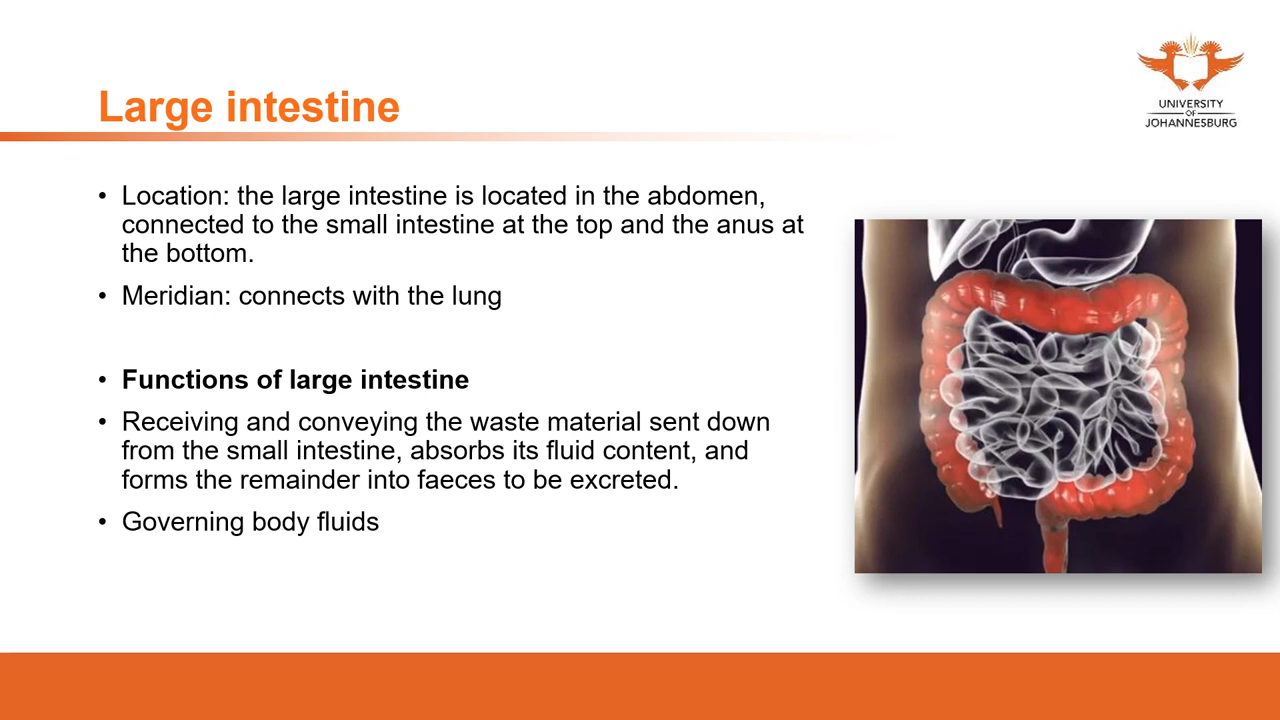 Large intestine
UNIVERSITY
OF
JOHANNESBURG
• Location: the large intestine is located in the abdomen,
connected to the small intestine at the top and the anus at
the bottom.
• Meridian: connects with the lung
• Functions of large intestine
• Receiving and conveying the waste material sent down
from the small intestine, absorbs its fluid content, and
forms the remainder into faeces to be excreted.
• Governing body fluids